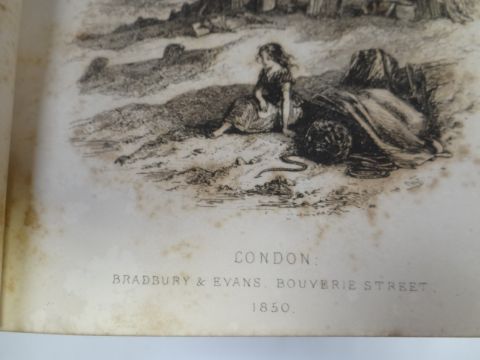 LONDON:
BRADBURY & EVANS, BOUVERIE STREET.
1850.